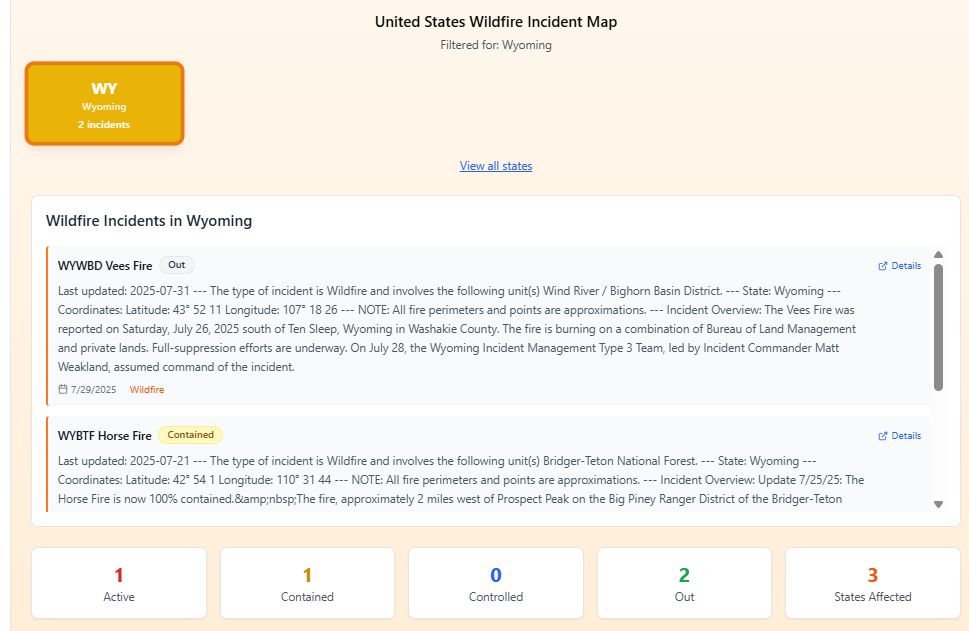 United States Wildfire Incident Map
Filtered for: Wyoming
WY
Wyoming
2 incidents
View all states
Wildfire Incidents in Wyoming
WYWBD Vees Fire Out
Details
Last updated: 2025-07-31 --- The type of incident is Wildfire and involves the following unit(s) Wind River / Bighorn Basin District. --- State: Wyoming ---
Coordinates: Latitude: 43° 52 11 Longitude: 107° 18 26 --- NOTE: All fire perimeters and points are approximations. --- Incident Overview: The Vees Fire was
reported on Saturday, July 26, 2025 south of Ten Sleep, Wyoming in Washakie County. The fire is burning on a combination of Bureau of Land Management
and private lands. Full-suppression efforts are underway. On July 28, the Wyoming Incident Management Type 3 Team, led by Incident Commander Matt
Weakland, assumed command of the incident.
7/29/2025 Wildfire
WYBTF Horse Fire Contained
Details
Last updated: 2025-07-21 --- The type of incident is Wildfire and involves the following unit(s) Bridger-Teton National Forest. --- State: Wyoming ---
Coordinates: Latitude: 42° 54 1 Longitude: 110° 31 44 --- NOTE: All fire perimeters and points are approximations. --- Incident Overview: Update 7/25/25: The
Horse Fire is now 100% contained.&amp;nbsp;The fire, approximately 2 miles west of Prospect Peak on the Big Piney Ranger District of the Bridger-Teton
1
Active
1
Contained
0
Controlled
2
Out
3
States Affected